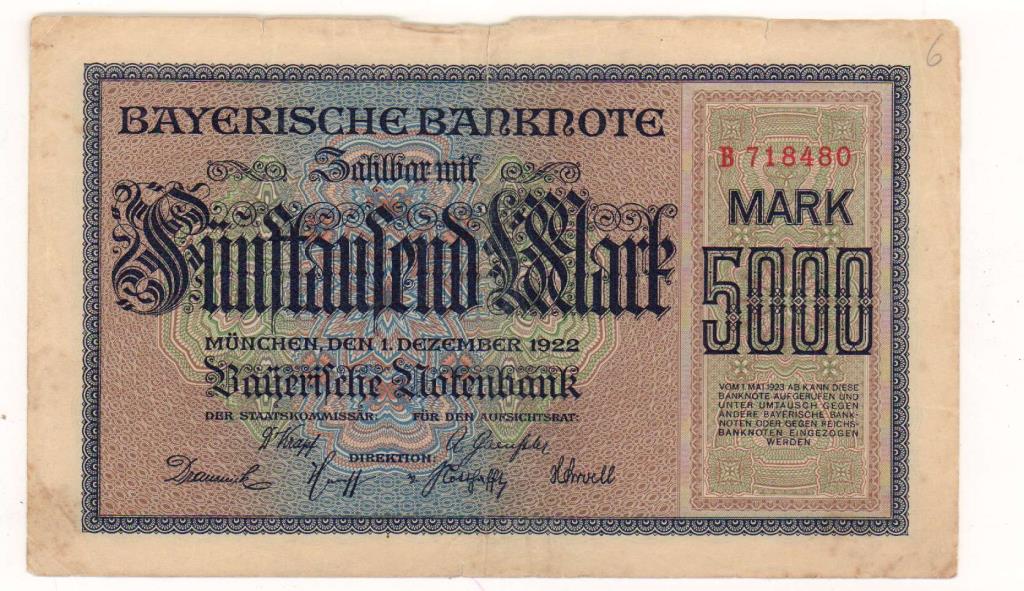 6
BAYERISCHE BANKNOTE
Zahlbar mit
Fünftausend Mark
MÜNCHEN, DEN 1. DEZEMBER 1922
Bayerische Notenbank
DER STAATSKOMMISSÄR: FÜR DEN AUFSICHTSRAT:
DIREKTION:
B 718480
MARK
5000
VOM 1. MAI 1923 AB KANN DIESE
BANKNOTE AUFGERUFEN UND
UNTER UMTAUSCH GEGEN
ANDERE BAYERISCHE BANK-
NOTEN ODER GEGEN REICHS-
BANKNOTEN EINGEZOGEN
WERDEN